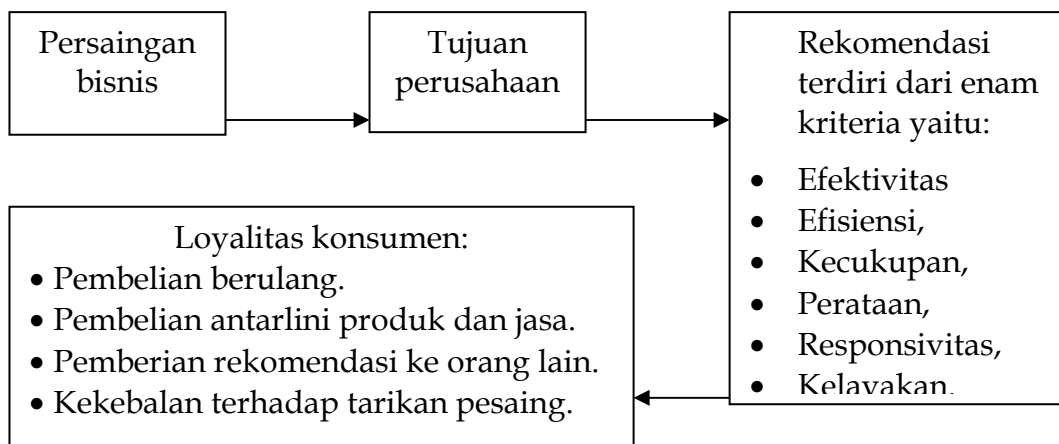 Persaingan
bisnis
Tujuan
perusahaan
Rekomendasi
terdiri dari enam
kriteria yaitu:
• Efektivitas
• Efisiensi,
• Kecukupan,
• Perataan,
• Responsivitas,
• Kelayakan.
Loyalitas konsumen:
• Pembelian berulang.
• Pembelian antarlini produk dan jasa.
• Pemberian rekomendasi ke orang lain.
• Kekebalan terhadap tarikan pesaing.